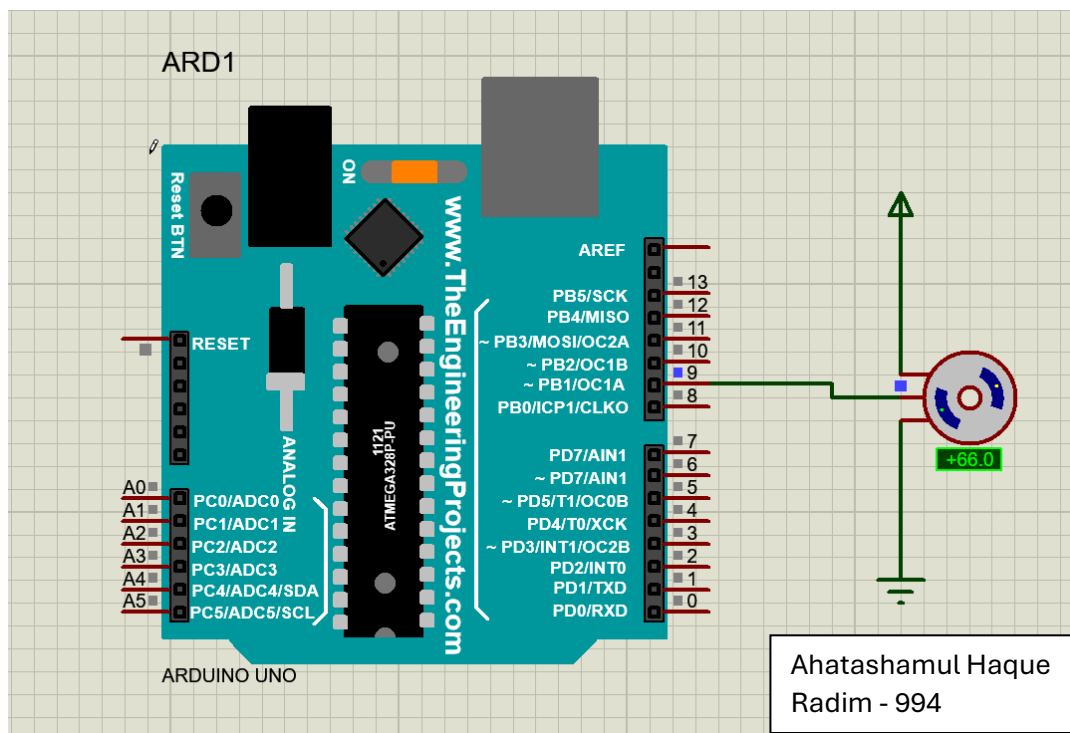 ARD1
Reset BTN
ON
www.TheEngineeringProjects.com
ANALOG IN
1121
ATMEGA328P-PU
RESET
A0 PC0/ADC0
A1 PC1/ADC1
A2 PC2/ADC2
A3 PC3/ADC3
A4 PC4/ADC4/SDA
A5 PC5/ADC5/SCL
AREF
PB5/SCK 13
PB4/MISO 12
~ PB3/MOSI/OC2A 11
~ PB2/OC1B 10
~ PB1/OC1A 9
PB0/ICP1/CLKO 8
PD7/AIN1 7
~ PD7/AIN1 6
~ PD5/T1/OC0B 5
PD4/T0/XCK 4
~ PD3/INT1/OC2B 3
PD2/INT0 2
PD1/TXD 1
PD0/RXD 0
+66.0
ARDUINO UNO
Ahatashamul Haque
Radim - 994